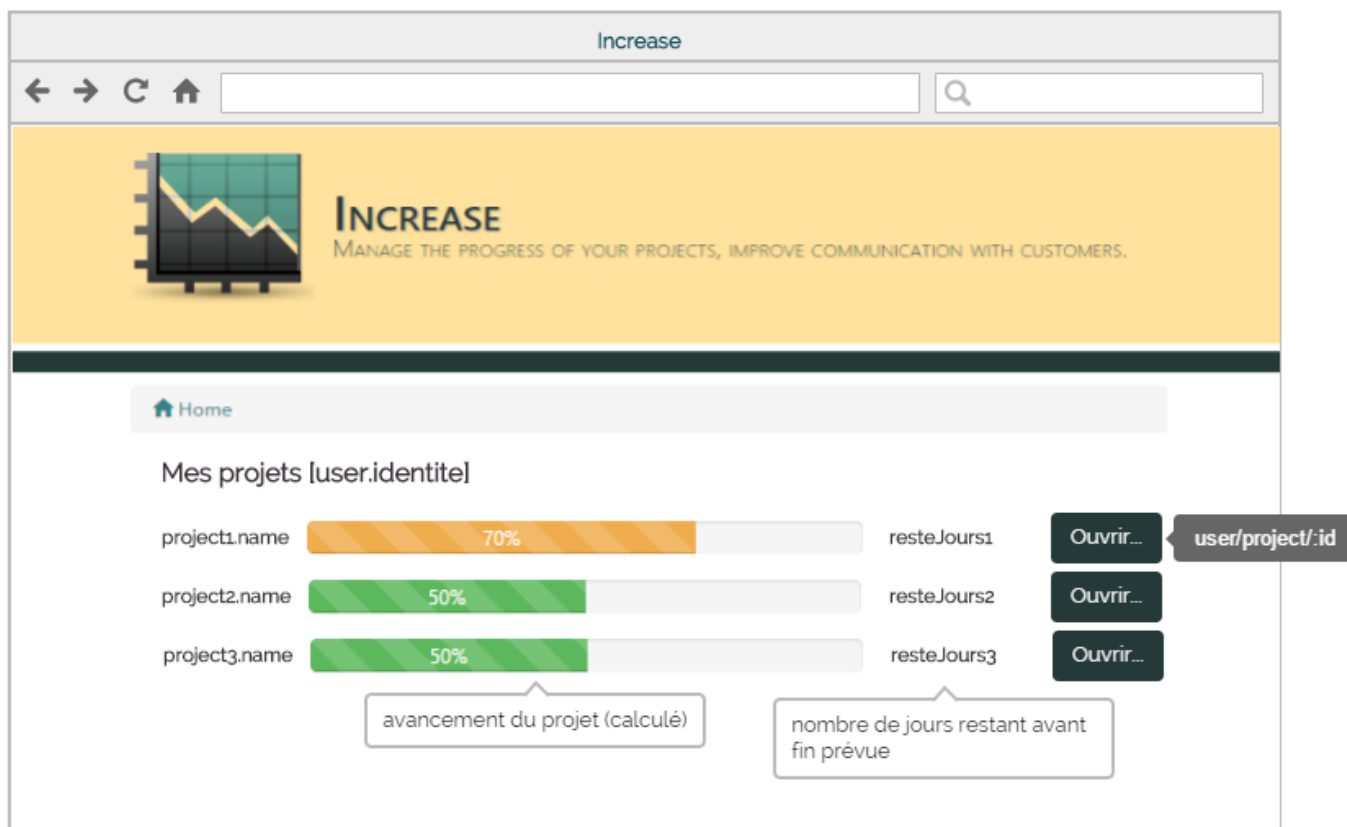 Increase
INCREASE
MANAGE THE PROGRESS OF YOUR PROJECTS, IMPROVE COMMUNICATION WITH CUSTOMERS.
Home
Mes projets [user.identite]
project1.name 70% resteJours1 Ouvrir... user/project/:id
project2.name 50% resteJours2 Ouvrir...
project3.name 50% resteJours3 Ouvrir...
avancement du projet (calculé)
nombre de jours restant avant
fin prévue